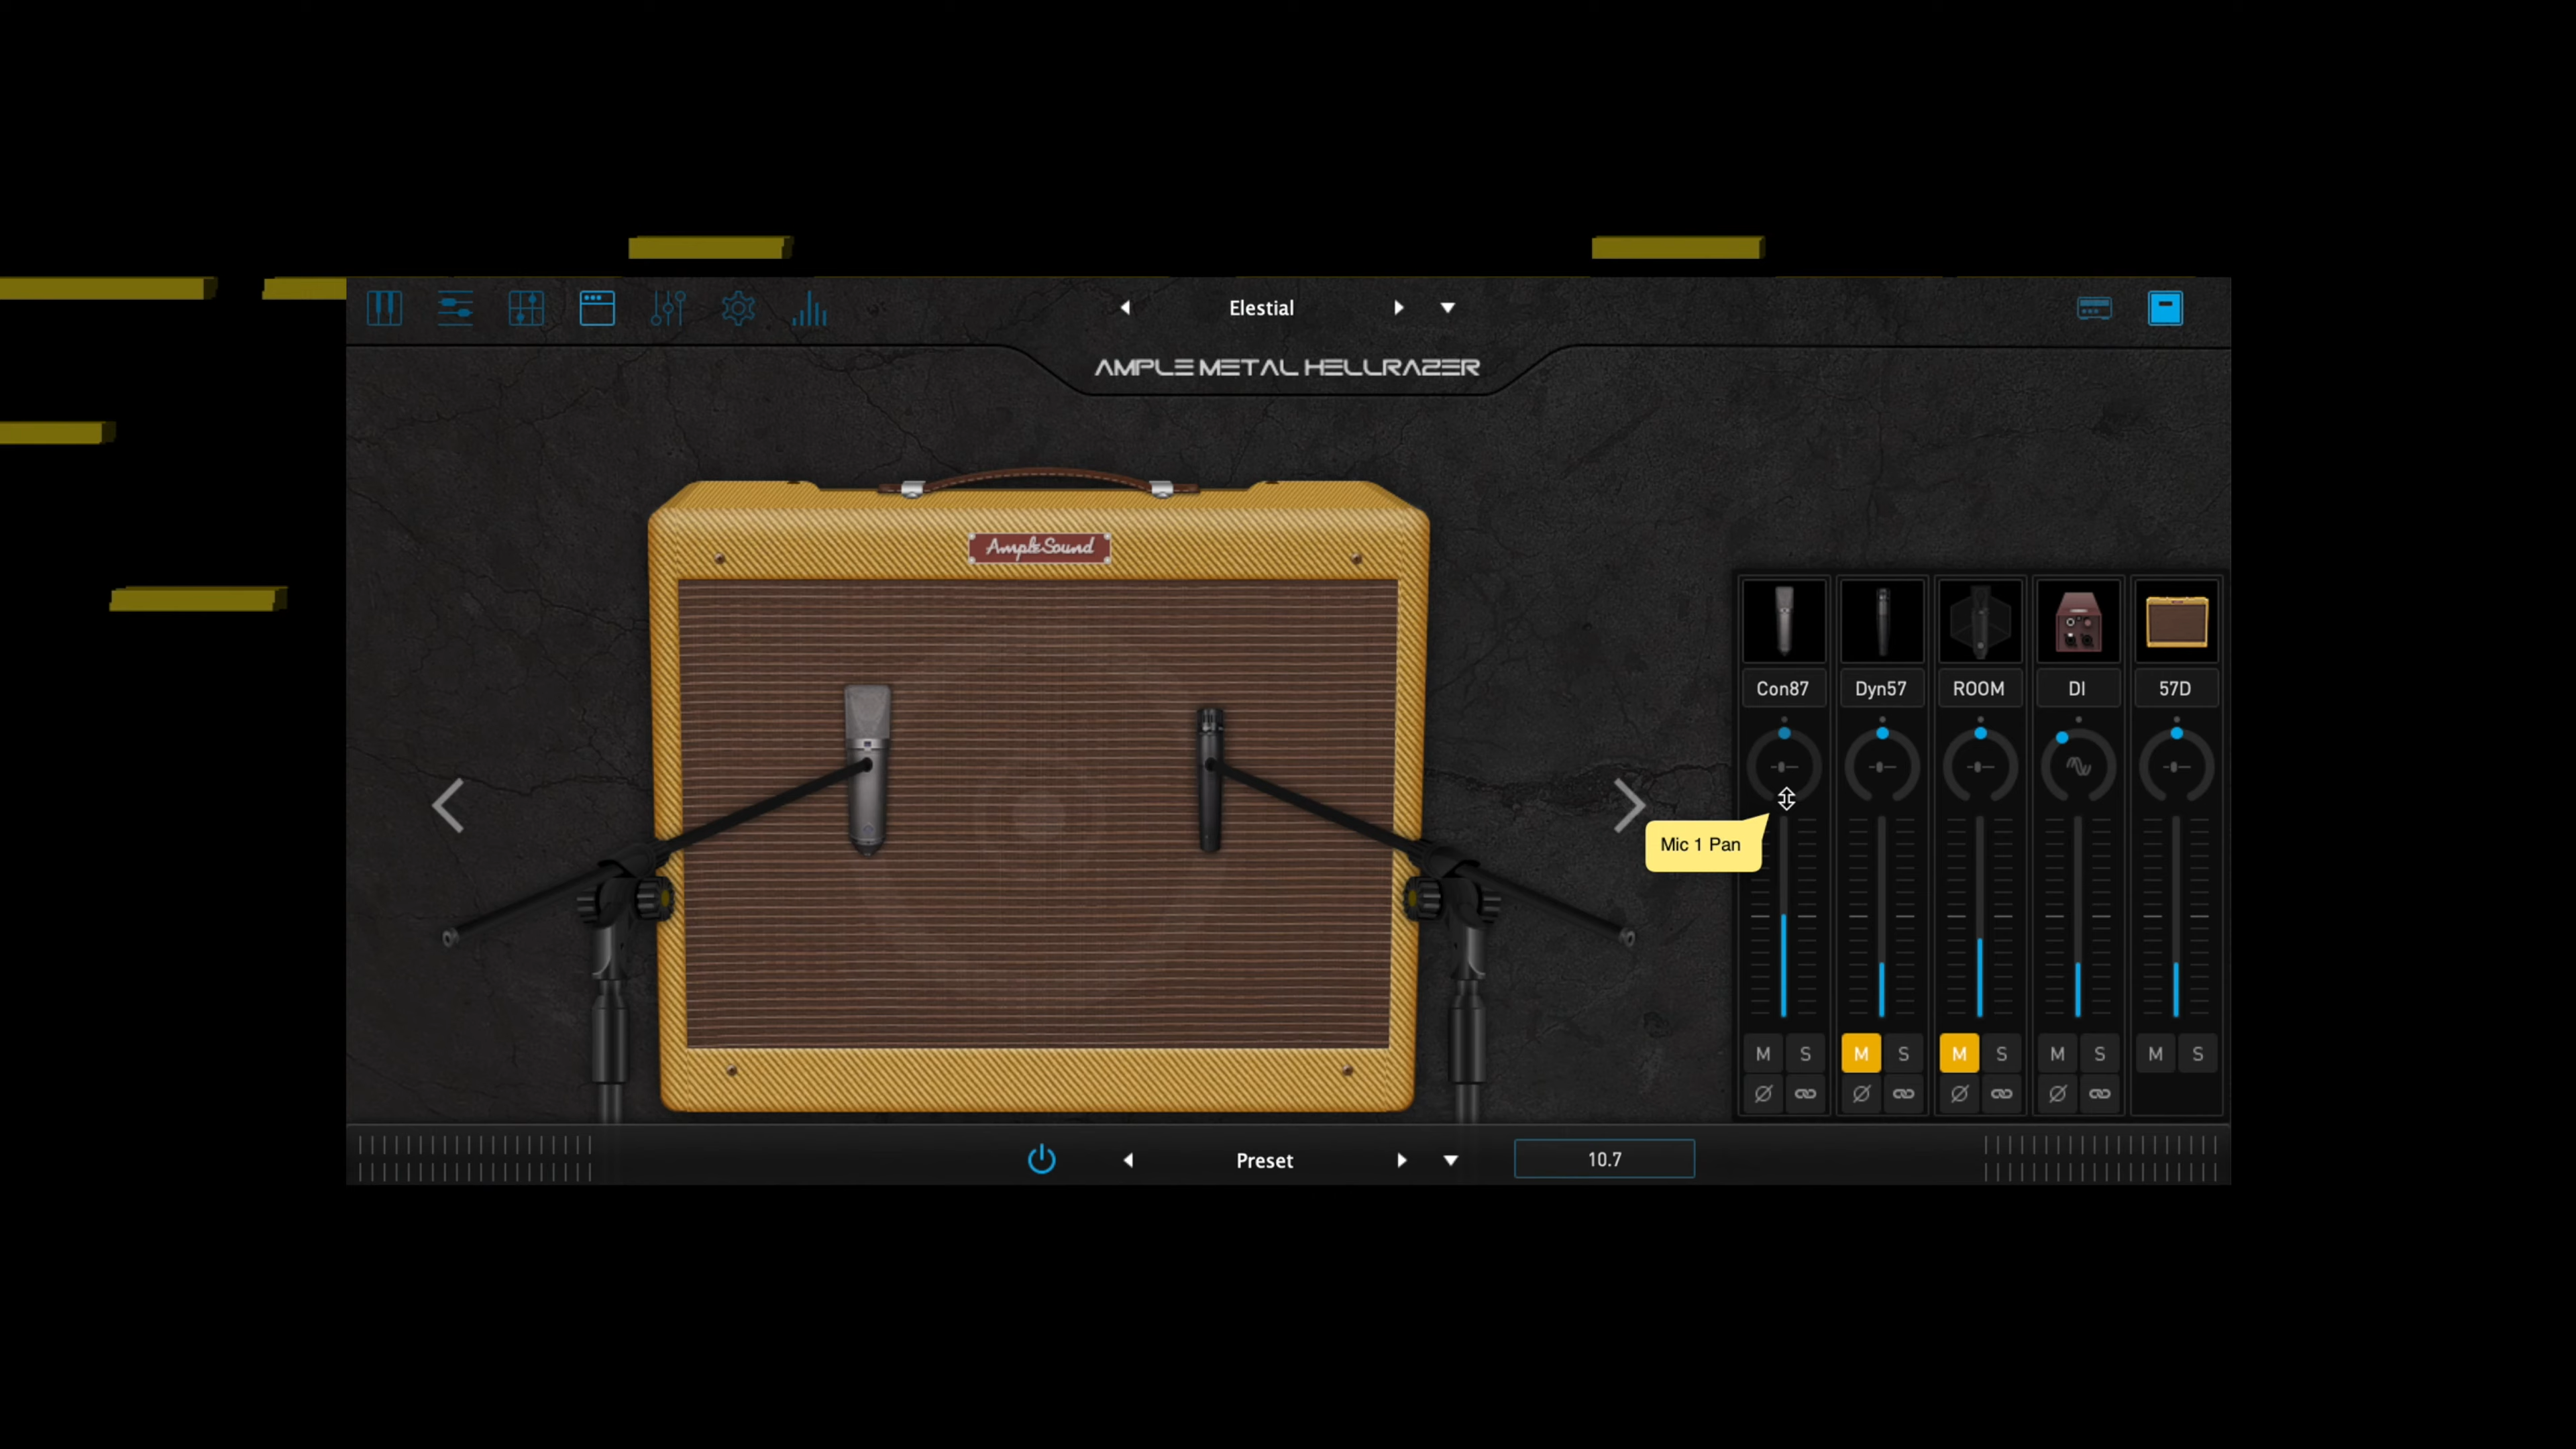 Elestial
AMPLE METAL HELLRAZER
AmpleSound
Con87 Dyn57 ROOM DI 57D
Mic 1 Pan
M S M S M S M S M S
Preset 10.7